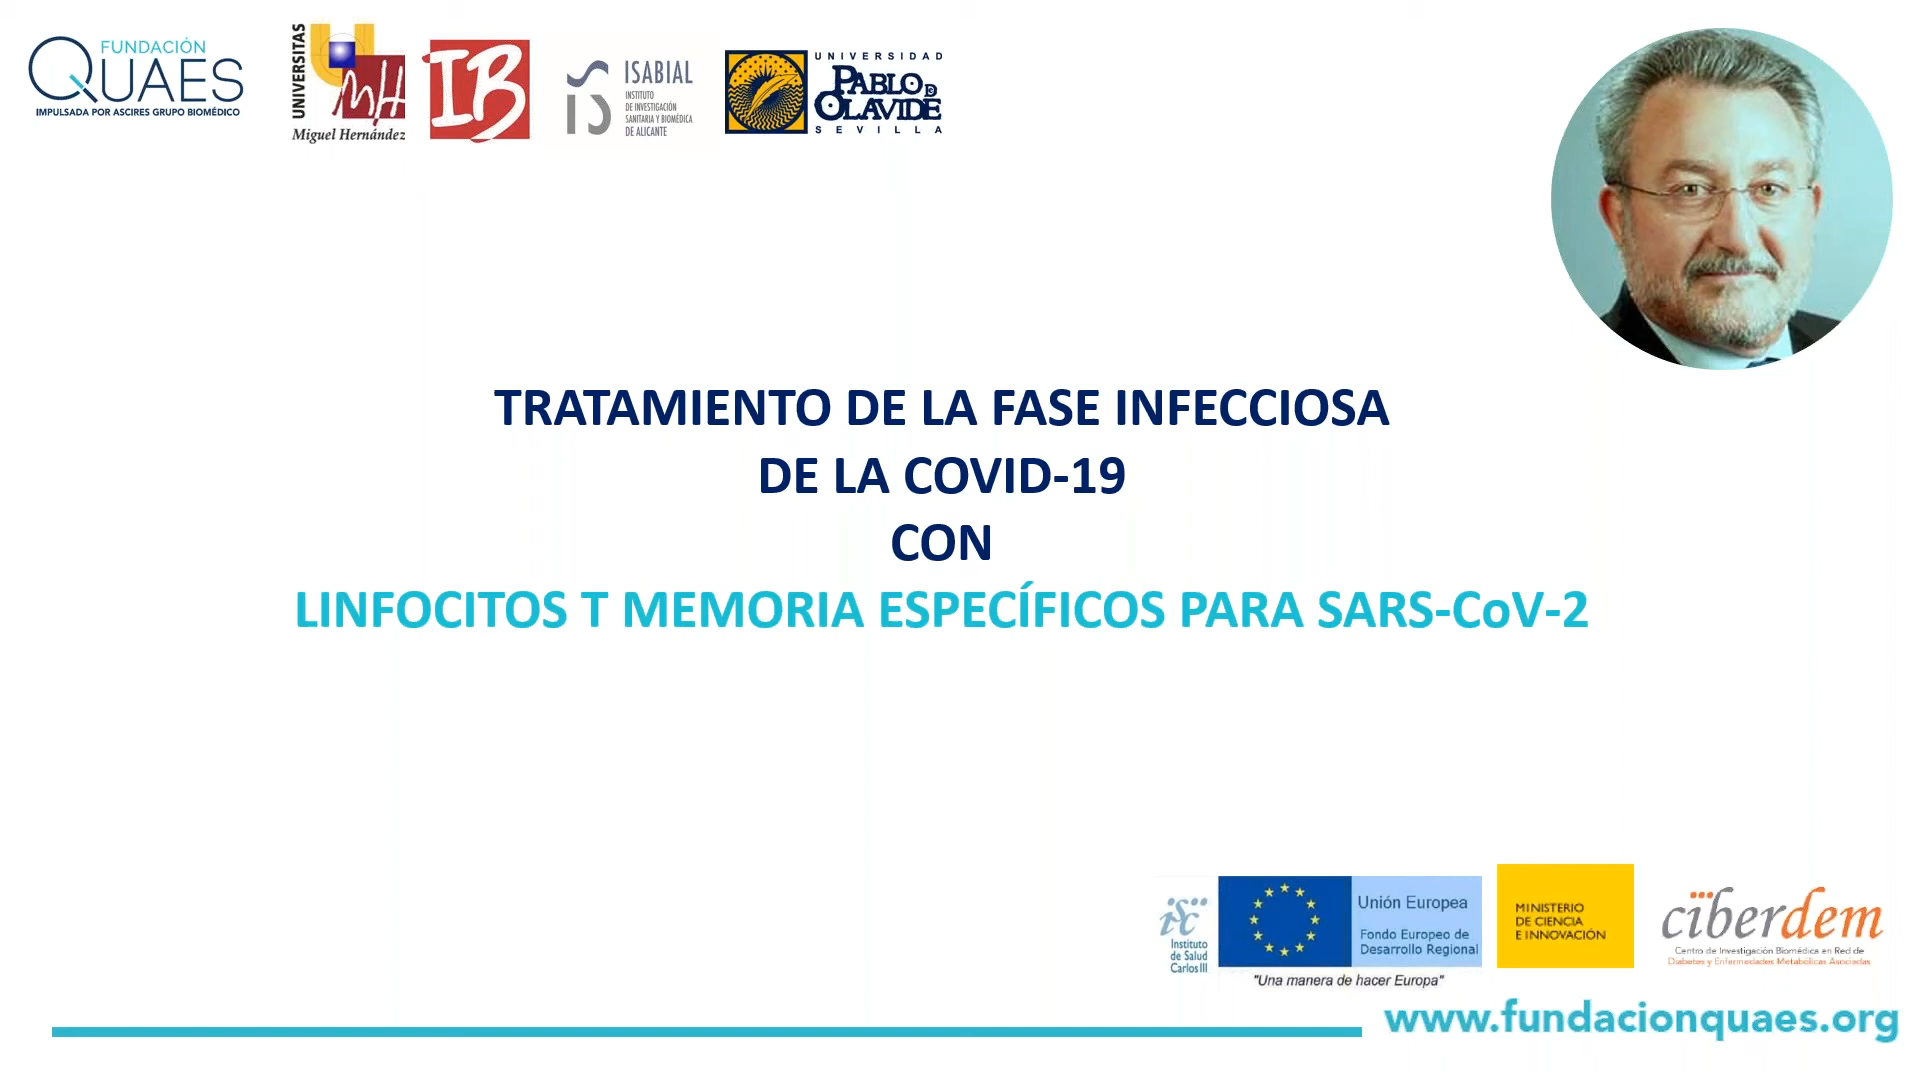 FUNDACIÓN
QUAES
IMPULSADA POR ASCIRES GRUPO BIOMÉDICO
UNIVERSITAS
Miguel Hernández
IB
ISABIAL
INSTITUTO
DE INVESTIGACIÓN
SANITARIA Y BIOMÉDICA
DE ALICANTE
UNIVERSIDAD
PABLO DE
OLAVIDE
SEVILLA
TRATAMIENTO DE LA FASE INFECCIOSA
DE LA COVID-19
CON
LINFOCITOS T MEMORIA ESPECÍFICOS PARA SARS-CoV-2
isc
Instituto
de Salud
Carlos III
Unión Europea
Fondo Europeo de
Desarrollo Regional
"Una manera de hacer Europa"
MINISTERIO
DE CIENCIA
E INNOVACIÓN
ciberdem
Centro de Investigación Biomédica en Red de
Diabetes y Enfermedades Metabólicas Asociadas
www.fundacionquaes.org